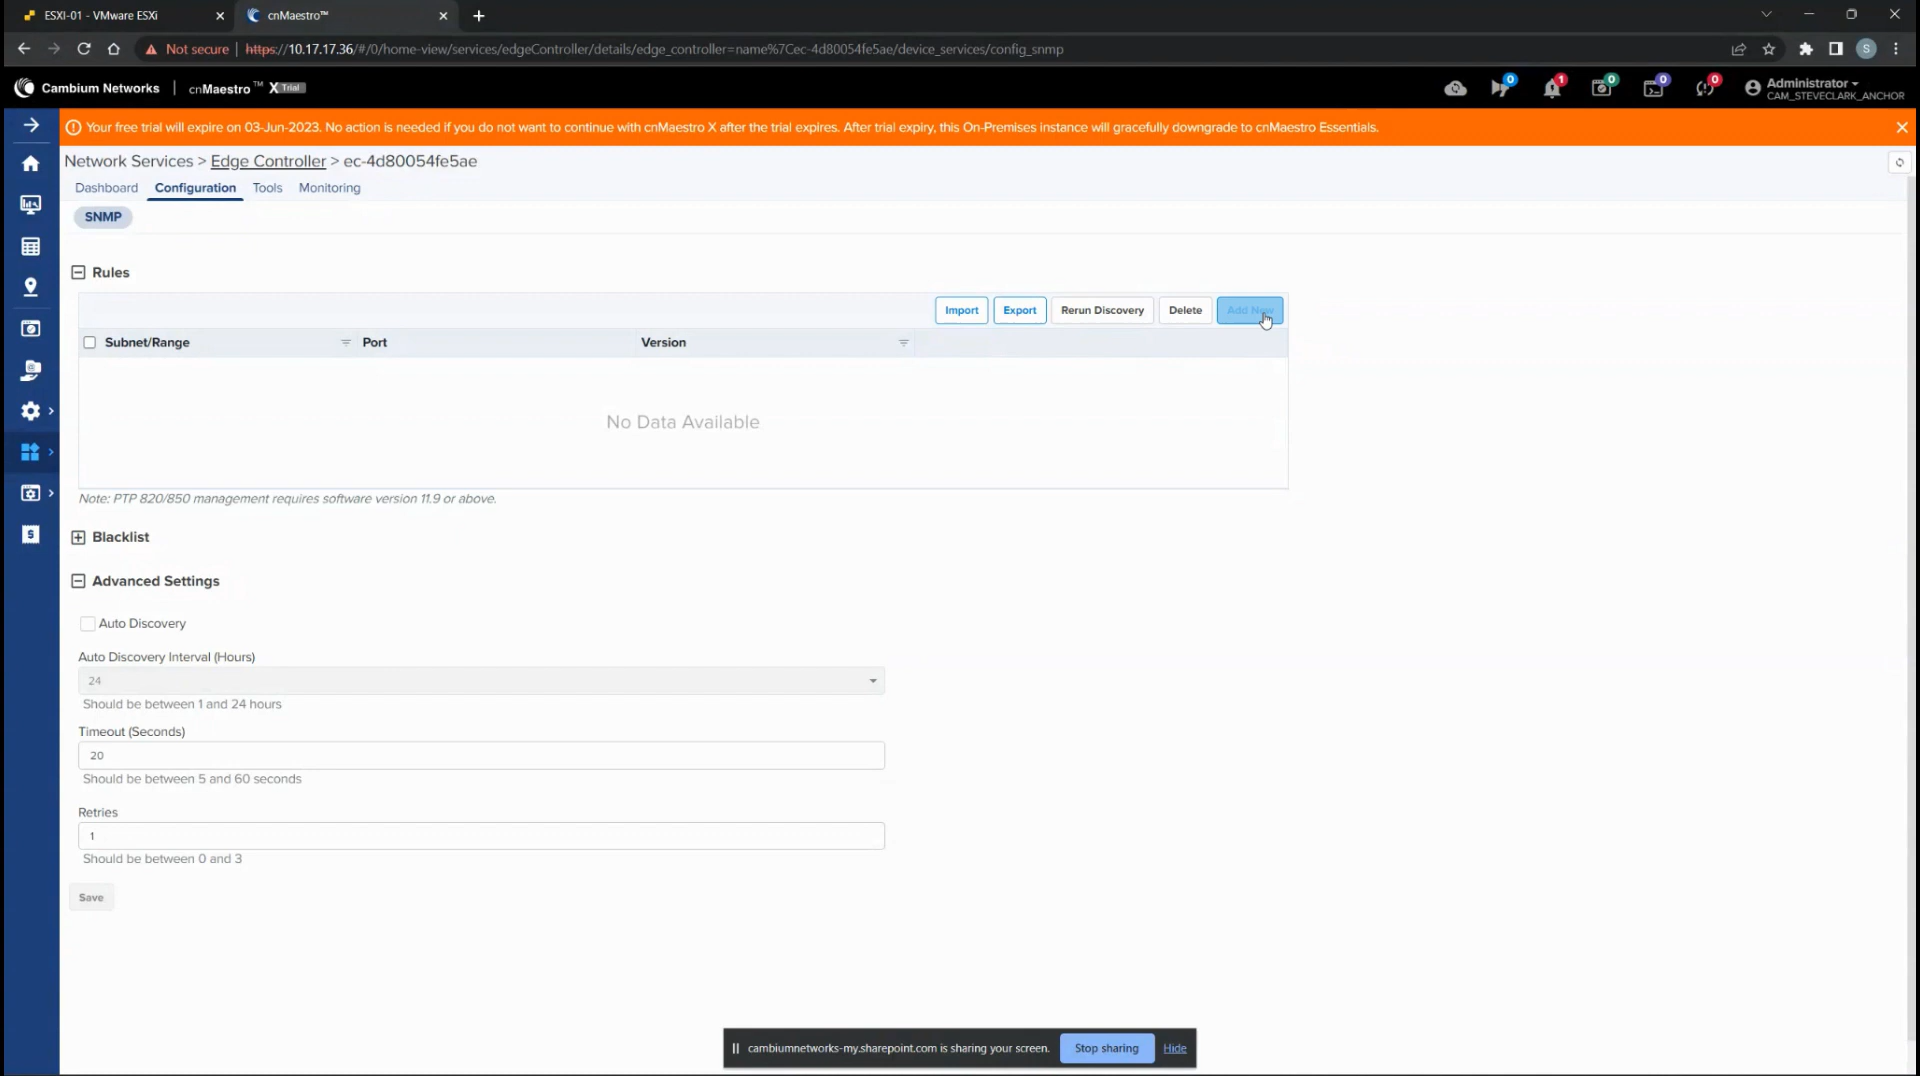 ESXI-01 - VMware ESXi
cnMaestro™
Not secure | https://10.17.17.36/#/0/home-view/services/edgeController/details/edge_controller=name%7Cec-4d80054fe5ae/device_services/config_snmp
S
Cambium Networks | cnMaestro™ X Trial
0
1
0
0
0
Administrator
CAM_STEVECLARK_ANCHOR
Your free trial will expire on 03-Jun-2023. No action is needed if you do not want to continue with cnMaestro X after the trial expires. After trial expiry, this On-Premises instance will gracefully downgrade to cnMaestro Essentials.
Network Services > Edge Controller > ec-4d80054fe5ae
Dashboard Configuration Tools Monitoring
SNMP
Rules
Import Export Rerun Discovery Delete Add New
Subnet/Range Port Version
No Data Available
Note: PTP 820/850 management requires software version 11.9 or above.
Blacklist
Advanced Settings
Auto Discovery
Auto Discovery Interval (Hours)
24
Should be between 1 and 24 hours
Timeout (Seconds)
20
Should be between 5 and 60 seconds
Retries
1
Should be between 0 and 3
Save
cambiumnetworks-my.sharepoint.com is sharing your screen. Stop sharing Hide